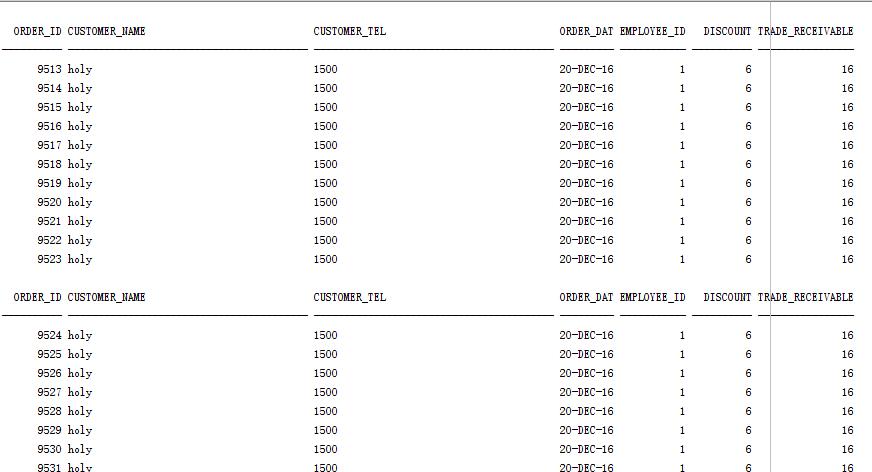 ORDER_ID CUSTOMER_NAME CUSTOMER_TEL ORDER_DAT EMPLOYEE_ID DISCOUNT TRADE_RECEIVABLE
9513 holy 1500 20-DEC-16 1 6 16
9514 holy 1500 20-DEC-16 1 6 16
9515 holy 1500 20-DEC-16 1 6 16
9516 holy 1500 20-DEC-16 1 6 16
9517 holy 1500 20-DEC-16 1 6 16
9518 holy 1500 20-DEC-16 1 6 16
9519 holy 1500 20-DEC-16 1 6 16
9520 holy 1500 20-DEC-16 1 6 16
9521 holy 1500 20-DEC-16 1 6 16
9522 holy 1500 20-DEC-16 1 6 16
9523 holy 1500 20-DEC-16 1 6 16
ORDER_ID CUSTOMER_NAME CUSTOMER_TEL ORDER_DAT EMPLOYEE_ID DISCOUNT TRADE_RECEIVABLE
9524 holy 1500 20-DEC-16 1 6 16
9525 holy 1500 20-DEC-16 1 6 16
9526 holy 1500 20-DEC-16 1 6 16
9527 holy 1500 20-DEC-16 1 6 16
9528 holy 1500 20-DEC-16 1 6 16
9529 holy 1500 20-DEC-16 1 6 16
9530 holy 1500 20-DEC-16 1 6 16
9531 holy 1500 20-DEC-16 1 6 16